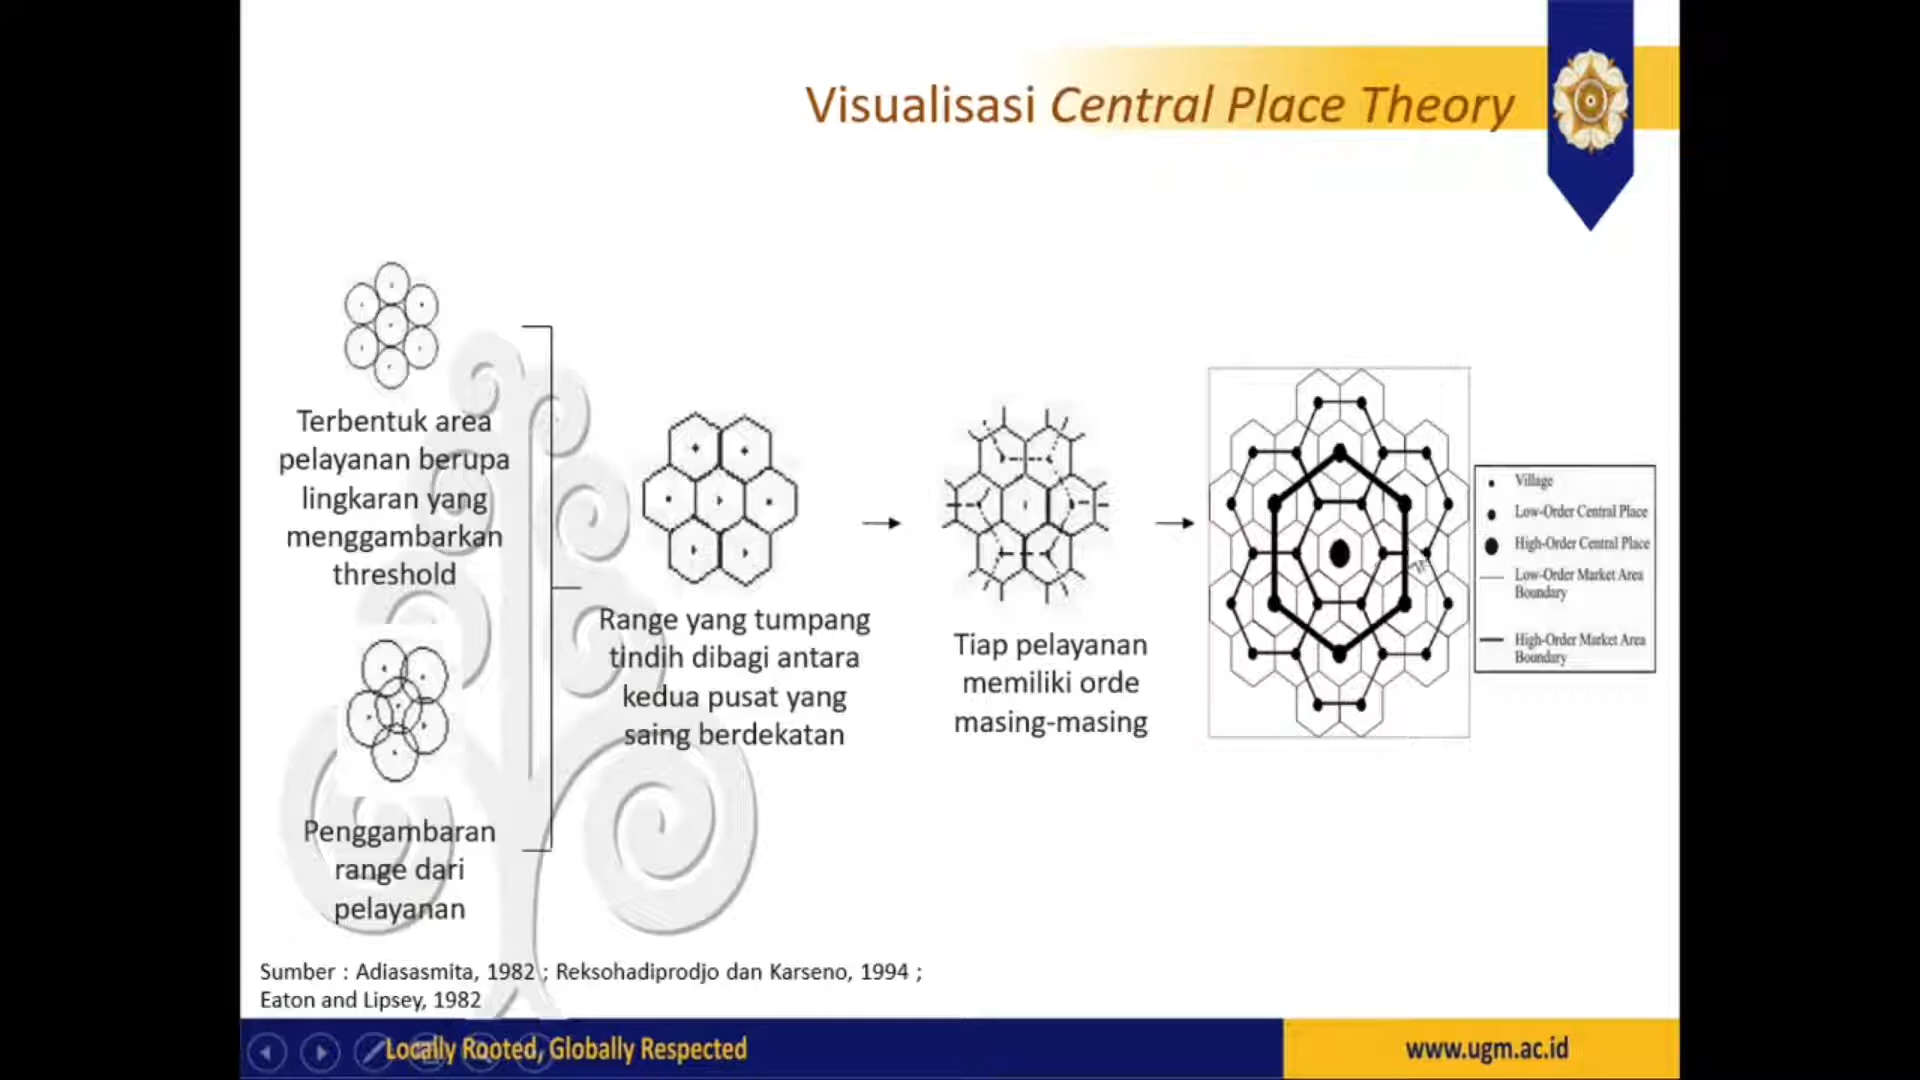 Visualisasi Central Place Theory
Terbentuk area
pelayanan berupa
lingkaran yang
menggambarkan
threshold
Penggambaran
range dari
pelayanan
Range yang tumpang
tindih dibagi antara
kedua pusat yang
saing berdekatan
Tiap pelayanan
memiliki orde
masing-masing
Village
Low-Order Central Place
High-Order Central Place
Low-Order Market Area
Boundary
High-Order Market Area
Boundary
Sumber : Adiasasmita, 1982 ; Reksohadiprodjo dan Karseno, 1994 ;
Eaton and Lipsey, 1982
Locally Rooted, Globally Respected
www.ugm.ac.id